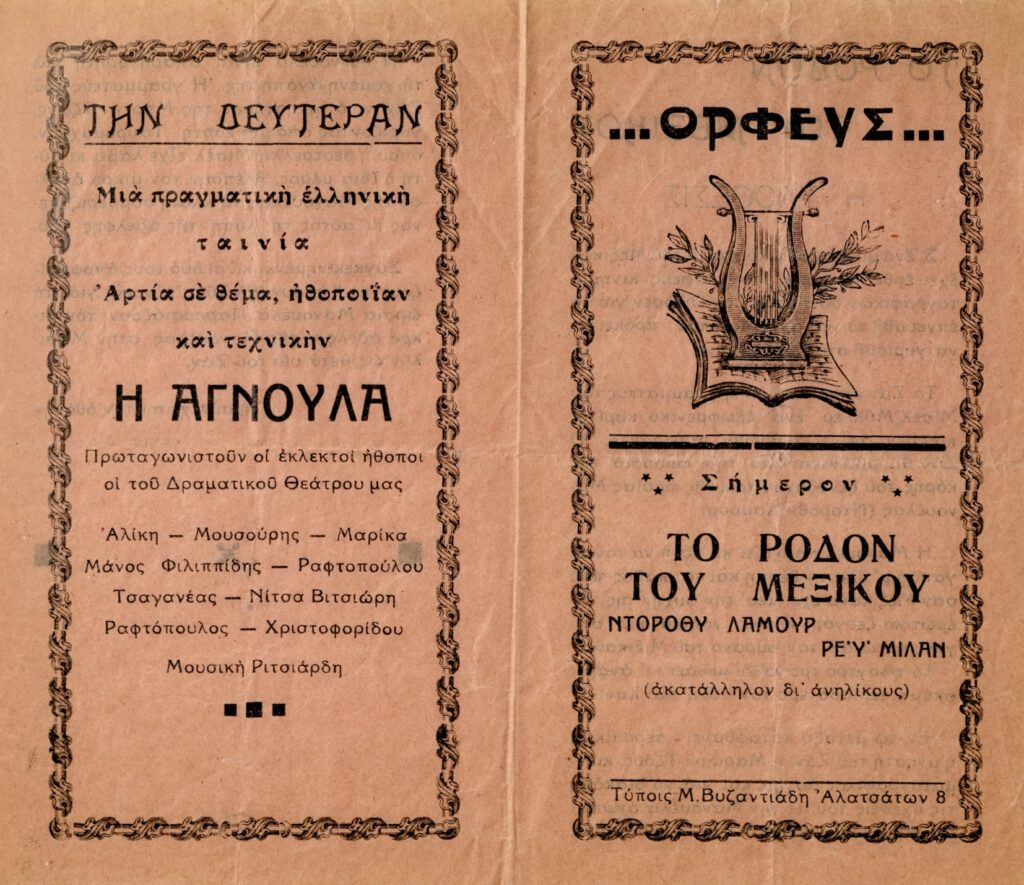 ΤΗΝ ΔΕΥΤΕΡΑΝ
Μιὰ πραγματικὴ ἑλληνικὴ
ταινία
Ἀρτία σὲ θέμα, ἠθοποιΐαν
καὶ τεχνικὴν
Η ΑΓΝΟΥΛΑ
Πρωταγωνιστοῦν οἱ ἐκλεκτοὶ ἠθοποι
οι τοῦ Δραματικοῦ Θεάτρου μας
Ἀλίκη — Μουσούρης — Μαρίκα
Μάνος Φιλιππίδης — Ραφτοπούλου
Τσαγανέας — Νίτσα Βιτσιώρη
Ραφτόπουλος — Χριστοφορίδου
Μουσικὴ Ριτσιάρδη
...ΟΡΦΕΥΣ...
Σήμερον
ΤΟ ΡΟΔΟΝ
ΤΟΥ ΜΕΞΙΚΟΥ
ΝΤΟΡΟΘΥ ΛΑΜΟΥΡ
ΡΕ'Υ' ΜΙΛΑΝ
(ἀκατάλληλον δι' ἀνηλίκους)
Τύποις Μ. Βυζαντιάδη Ἀλατσάτων 8